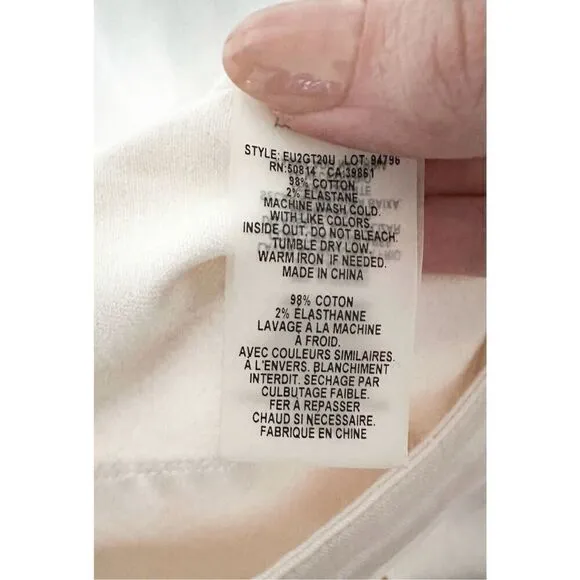 STYLE: EU2GT20U LOT: 94796
RN:50814 CA:39861
98% COTTON
2% ELASTANE
MACHINE WASH COLD.
WITH LIKE COLORS
INSIDE OUT. DO NOT BLEACH.
TUMBLE DRY LOW.
WARM IRON IF NEEDED.
MADE IN CHINA
98% COTON
2% ÉLASTHANNE
LAVAGE À LA MACHINE
À FROID.
AVEC COULEURS SIMILAIRES.
À L'ENVERS. BLANCHIMENT
INTERDIT. SECHAGE PAR
CULBUTAGE FAIBLE.
FER À REPASSER
CHAUD SI NECESSAIRE.
FABRIQUE EN CHINE